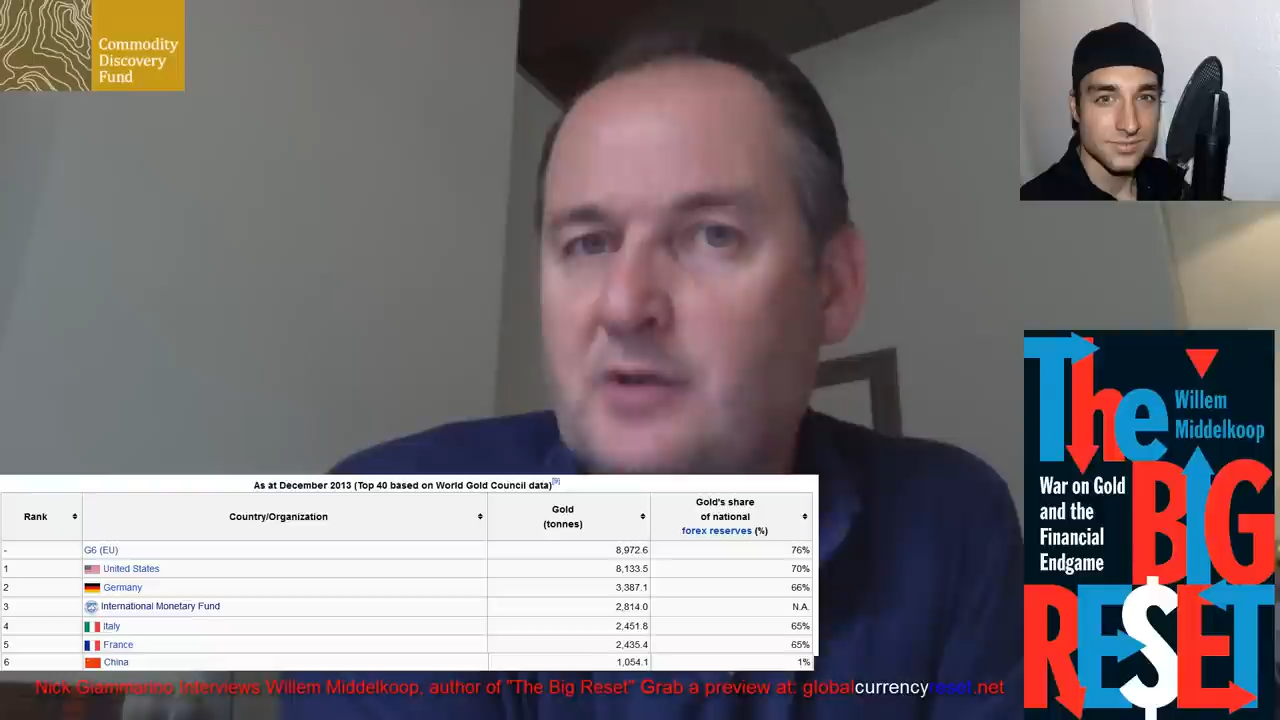 Commodity
Discovery
Fund
The
Willem
Middelkoop
War on Gold
and the
Financial
Endgame
BIG
RE$ET
As at December 2013 (Top 40 based on World Gold Council data)[9]
Rank Country/Organization Gold (tonnes) Gold's share of national forex reserves (%)
- G6 (EU) 8,972.6 76%
1 United States 8,133.5 70%
2 Germany 3,387.1 66%
3 International Monetary Fund 2,814.0 N.A.
4 Italy 2,451.8 65%
5 France 2,435.4 65%
6 China 1,054.1 1%
Nick Giammarino Interviews Willem Middelkoop, author of "The Big Reset" Grab a preview at: globalcurrencyreset.net